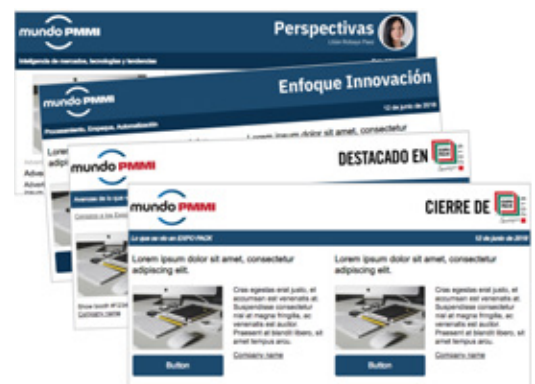 mundo PMMI
Perspectivas
Inteligencia de mercados, tecnologías y tendencias
mundo PMMI
Enfoque Innovación
Procesamiento, Empaque, Automatización
12 de junio de 2018
Lorem ipsum dolor sit amet, consectetur
mundo PMMI
DESTACADO EN
Company name
mundo PMMI
CIERRE DE
Lo que se vio en EXPO PACK
12 de junio de 2018
Lorem ipsum dolor sit amet, consectetur
adipiscing elit.
Cras egestas erat justo, et
accumsan est venenatis at.
Suspendisse consectetur
nisl at magna fringilla, ac
venenatis est auctor.
Praesent at blandit libero, sit
amet tempus arcu.
Company name
Button
Lorem ipsum dolor sit amet, consectetur
adipiscing elit.
Cras egestas erat justo, et
accumsan est venenatis at.
Suspendisse consectetur
nisl at magna fringilla, ac
venenatis est auctor.
Praesent at blandit libero, sit
amet tempus arcu.
Company name
Button